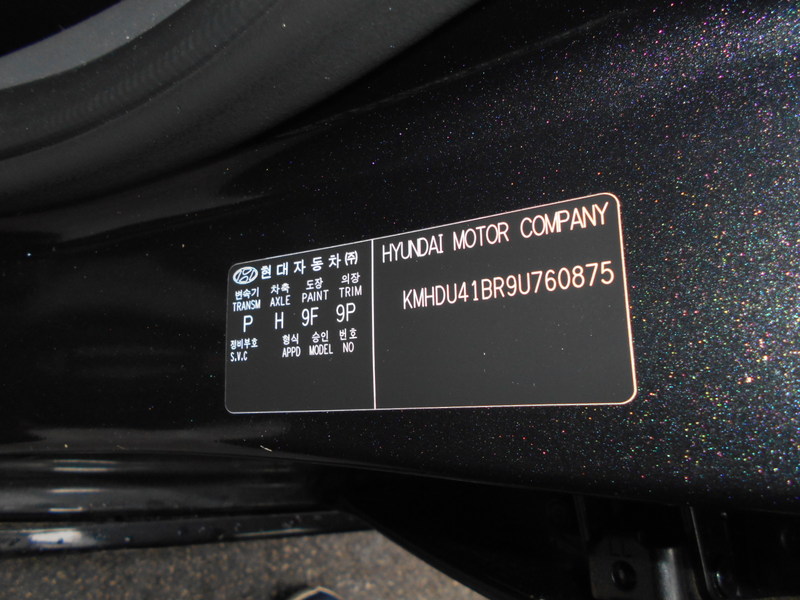 현대자동차㈜
변속기 차축 도장 의장
TRANSM AXLE PAINT TRIM
P H 9F 9P
정비부호 형식 승인 번호
S.V.C APPD MODEL NO
HYUNDAI MOTOR COMPANY
KMHDU41BR9U760875